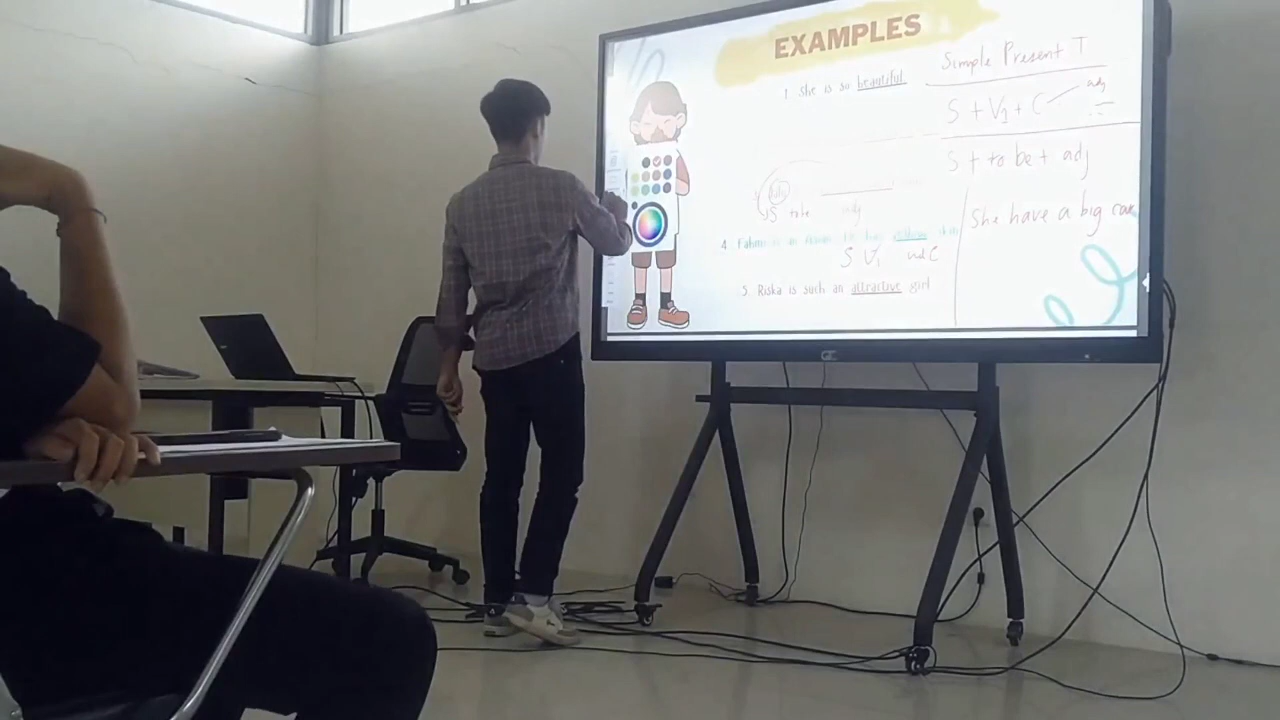 EXAMPLES
1. She is so beautiful
Simple Present T
S + V1 + C adj
S + to be + adj
S to be adj
She have a big car
4.
S V1 C
5. Riska is such an attractive girl